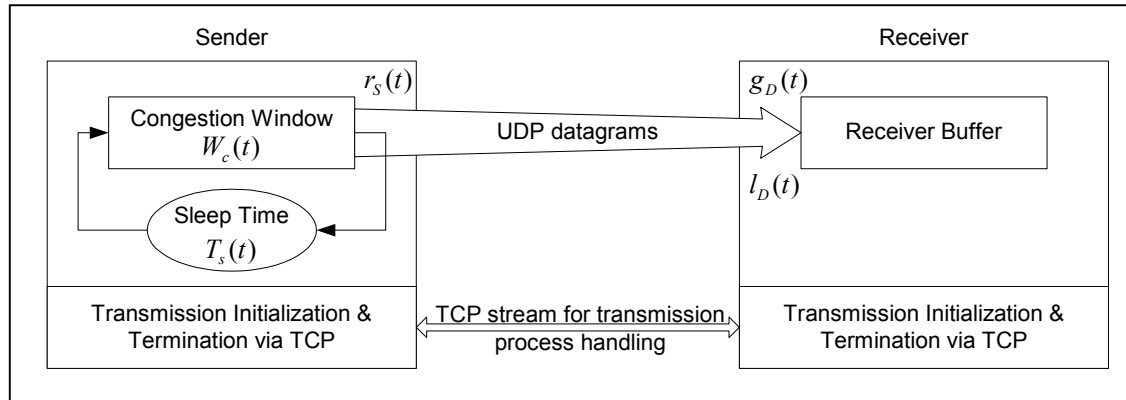 Sender
Receiver
r_S(t)
g_D(t)
Congestion Window
W_c(t)
UDP datagrams
Receiver Buffer
l_D(t)
Sleep Time
T_s(t)
Transmission Initialization &
Termination via TCP
TCP stream for transmission
process handling
Transmission Initialization &
Termination via TCP